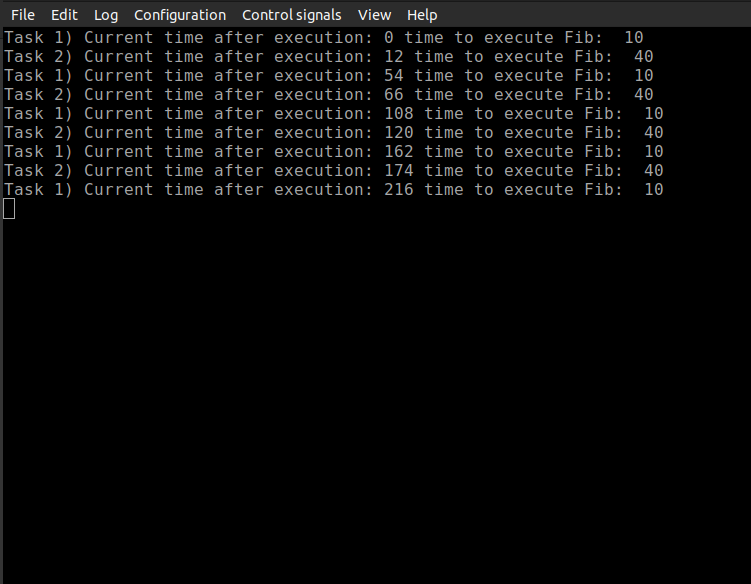 File Edit Log Configuration Control signals View Help
Task 1) Current time after execution: 0 time to execute Fib:  10
Task 2) Current time after execution: 12 time to execute Fib:  40
Task 1) Current time after execution: 54 time to execute Fib:  10
Task 2) Current time after execution: 66 time to execute Fib:  40
Task 1) Current time after execution: 108 time to execute Fib:  10
Task 2) Current time after execution: 120 time to execute Fib:  40
Task 1) Current time after execution: 162 time to execute Fib:  10
Task 2) Current time after execution: 174 time to execute Fib:  40
Task 1) Current time after execution: 216 time to execute Fib:  10